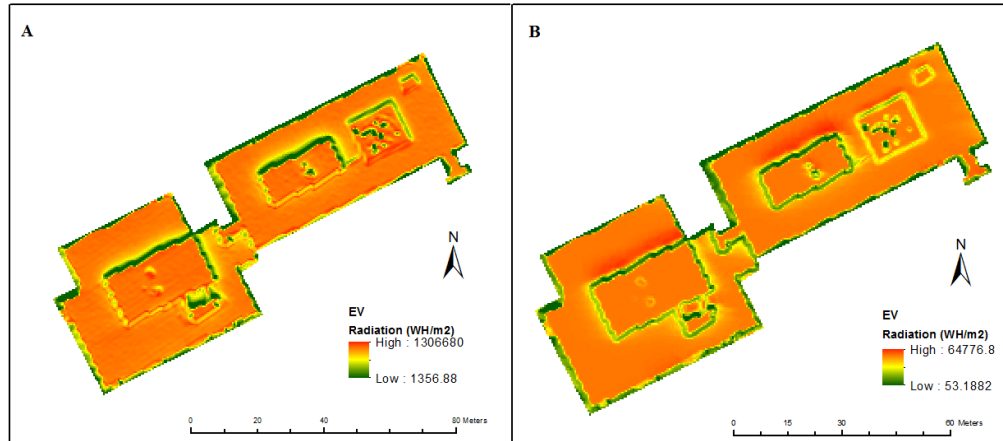 A
N
EV
Radiation (WH/m2)
High : 1306680
Low : 1356.88
0 20 40 80 Meters
B
N
EV
Radiation (WH/m2)
High : 64776.8
Low : 53.1882
0 15 30 60 Meters